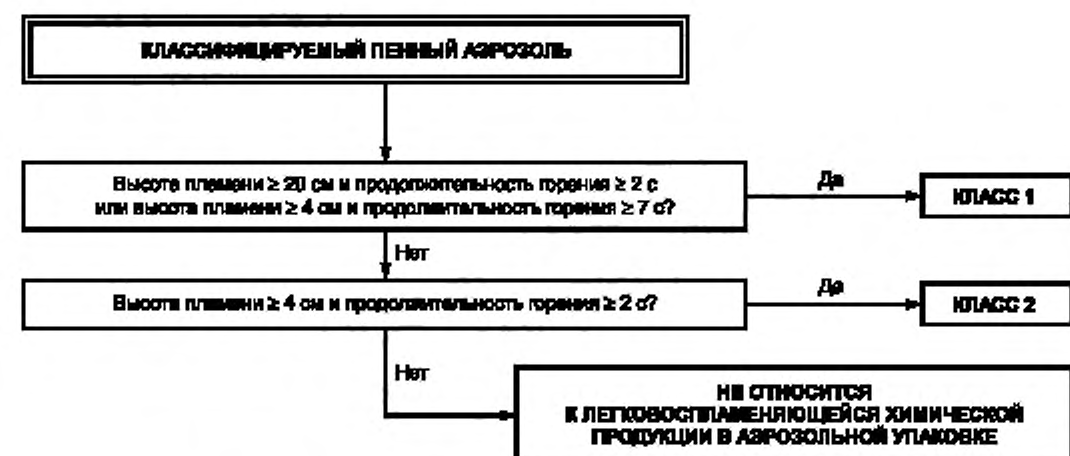 КЛАССИФИЦИРУЕМЫЙ ПЕННЫЙ АЭРОЗОЛЬ
Высота пламени ≥ 20 см и продолжительность горения ≥ 2 с
или высота пламени ≥ 4 см и продолжительность горения ≥ 7 с?
Да
КЛАСС 1
Нет
Высота пламени ≥ 4 см и продолжительность горения ≥ 2 с?
Да
КЛАСС 2
Нет
НЕ ОТНОСИТСЯ
К ЛЕГКОВОСПЛАМЕНЯЮЩЕЙСЯ ХИМИЧЕСКОЙ
ПРОДУКЦИИ В АЭРОЗОЛЬНОЙ УПАКОВКЕ